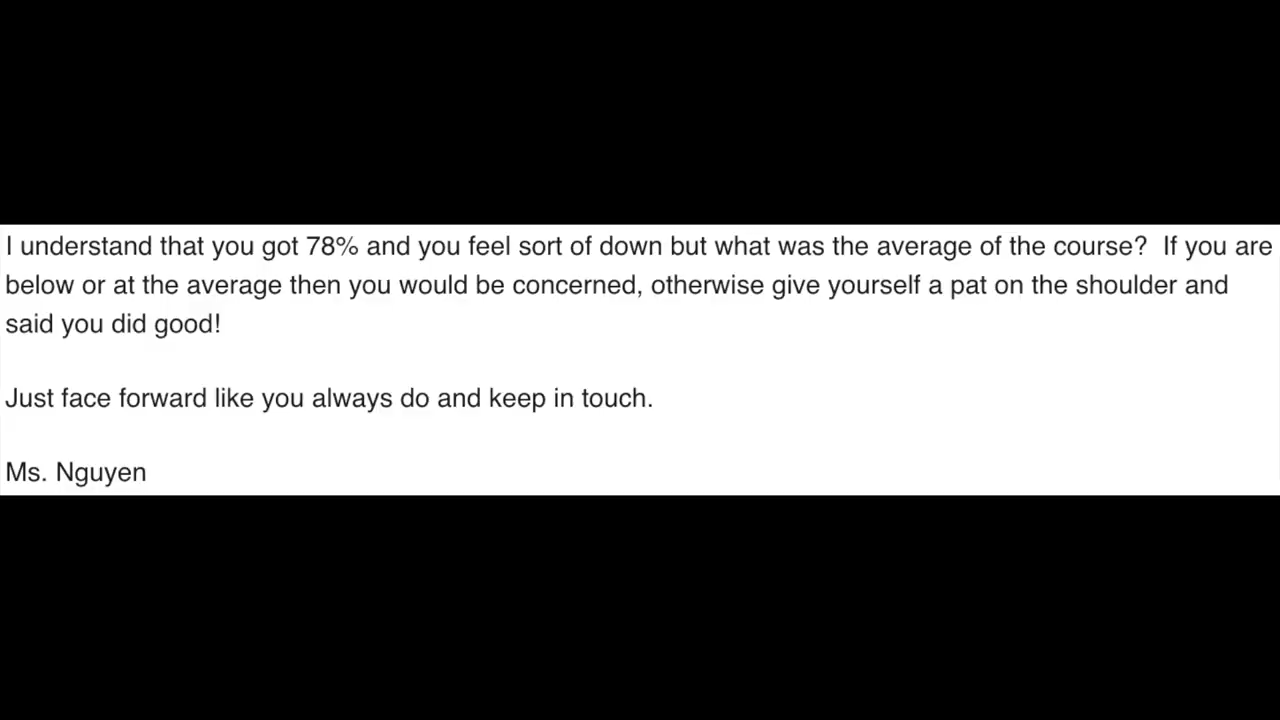 I understand that you got 78% and you feel sort of down but what was the average of the course?  If you are
below or at the average then you would be concerned, otherwise give yourself a pat on the shoulder and
said you did good!
Just face forward like you always do and keep in touch.
Ms. Nguyen